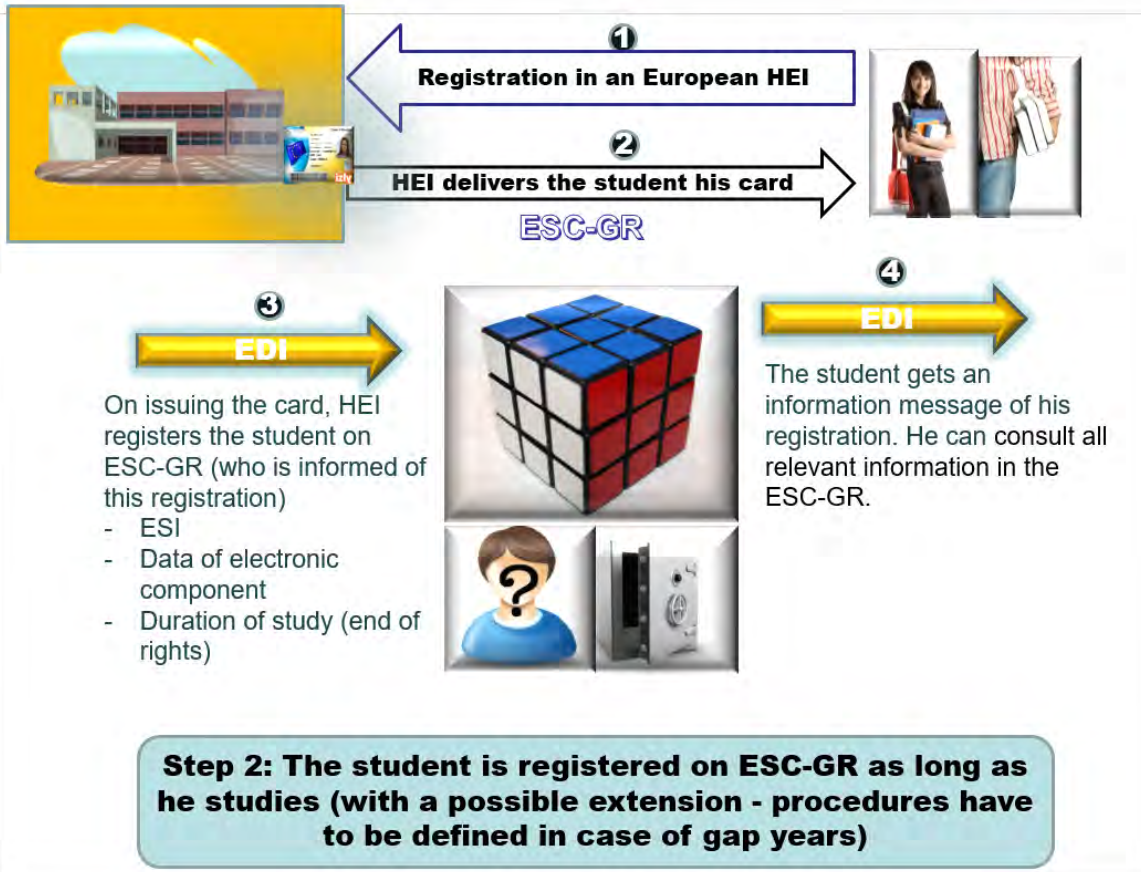 1
Registration in an European HEI
2
HEI delivers the student his card
izly
ESC-GR
3
EDI
On issuing the card, HEI
registers the student on
ESC-GR (who is informed of
this registration)
- ESI
- Data of electronic
component
- Duration of study (end of
rights)
?
4
EDI
The student gets an
information message of his
registration. He can consult all
relevant information in the
ESC-GR.
Step 2: The student is registered on ESC-GR as long as
he studies (with a possible extension - procedures have
to be defined in case of gap years)